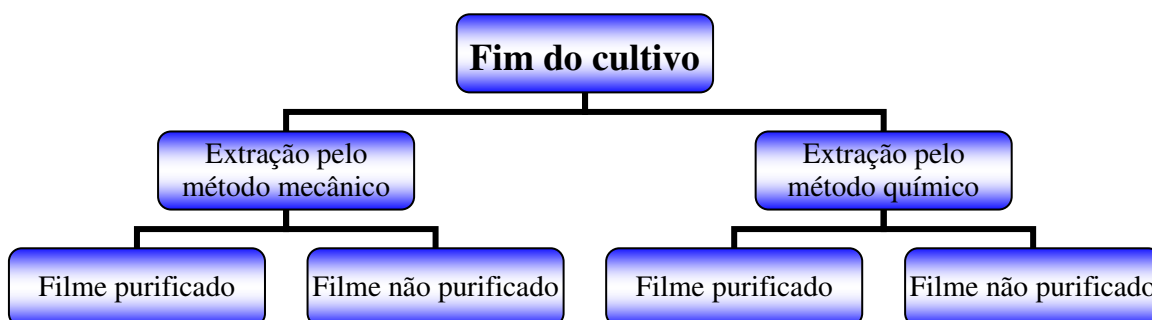 Fim do cultivo
Extração pelo
método mecânico
Extração pelo
método químico
Filme purificado
Filme não purificado
Filme purificado
Filme não purificado